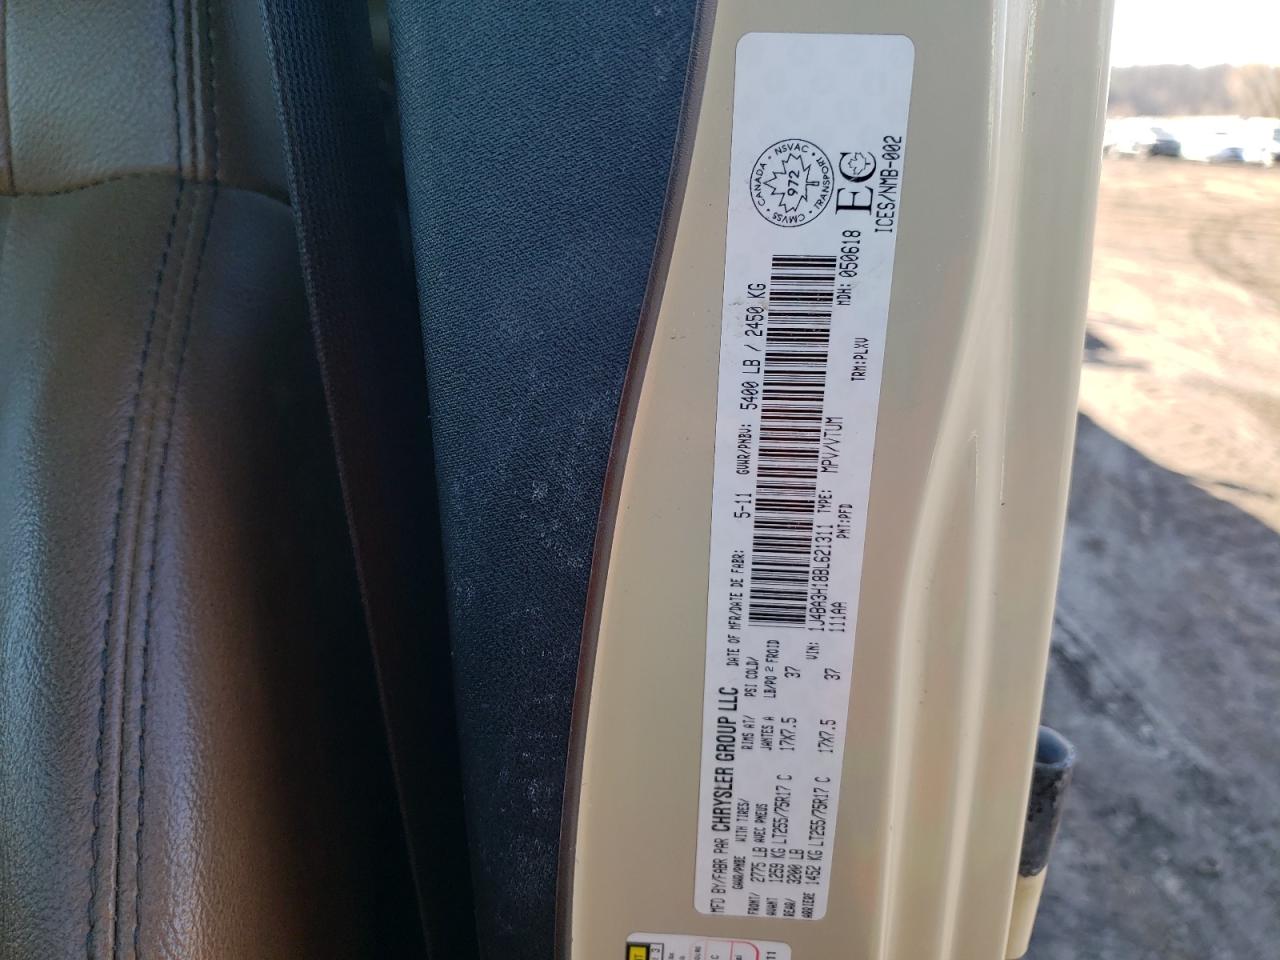 MFD BY/FABR PAR CHRYSLER GROUP LLC
DATE OF MFR/DATE DE FABR: 5-11
GVWR/PNBV: 5400 LB / 2450 KG
GAWR/PNBE WITH TIRES/ RIMS AT/ PSI COLD/
FRONT/ 2775 LB AVEC PNEUS JANTES A LB/PO 2 FROID
AVANT 1259 KG LT255/75R17 C 17X7.5 37
REAR/ 3200 LB
ARRIERE 1452 KG LT255/75R17 C 17X7.5 37
VIN: 1J4BA3H18BL621311 TYPE: MPV/VTUM
111AA PNT:PFD TRM:PLXV
MDH: 050618
CANADA · NSVAC · TRANSPORT · CMVSS
972
EC
ICES/NMB-002